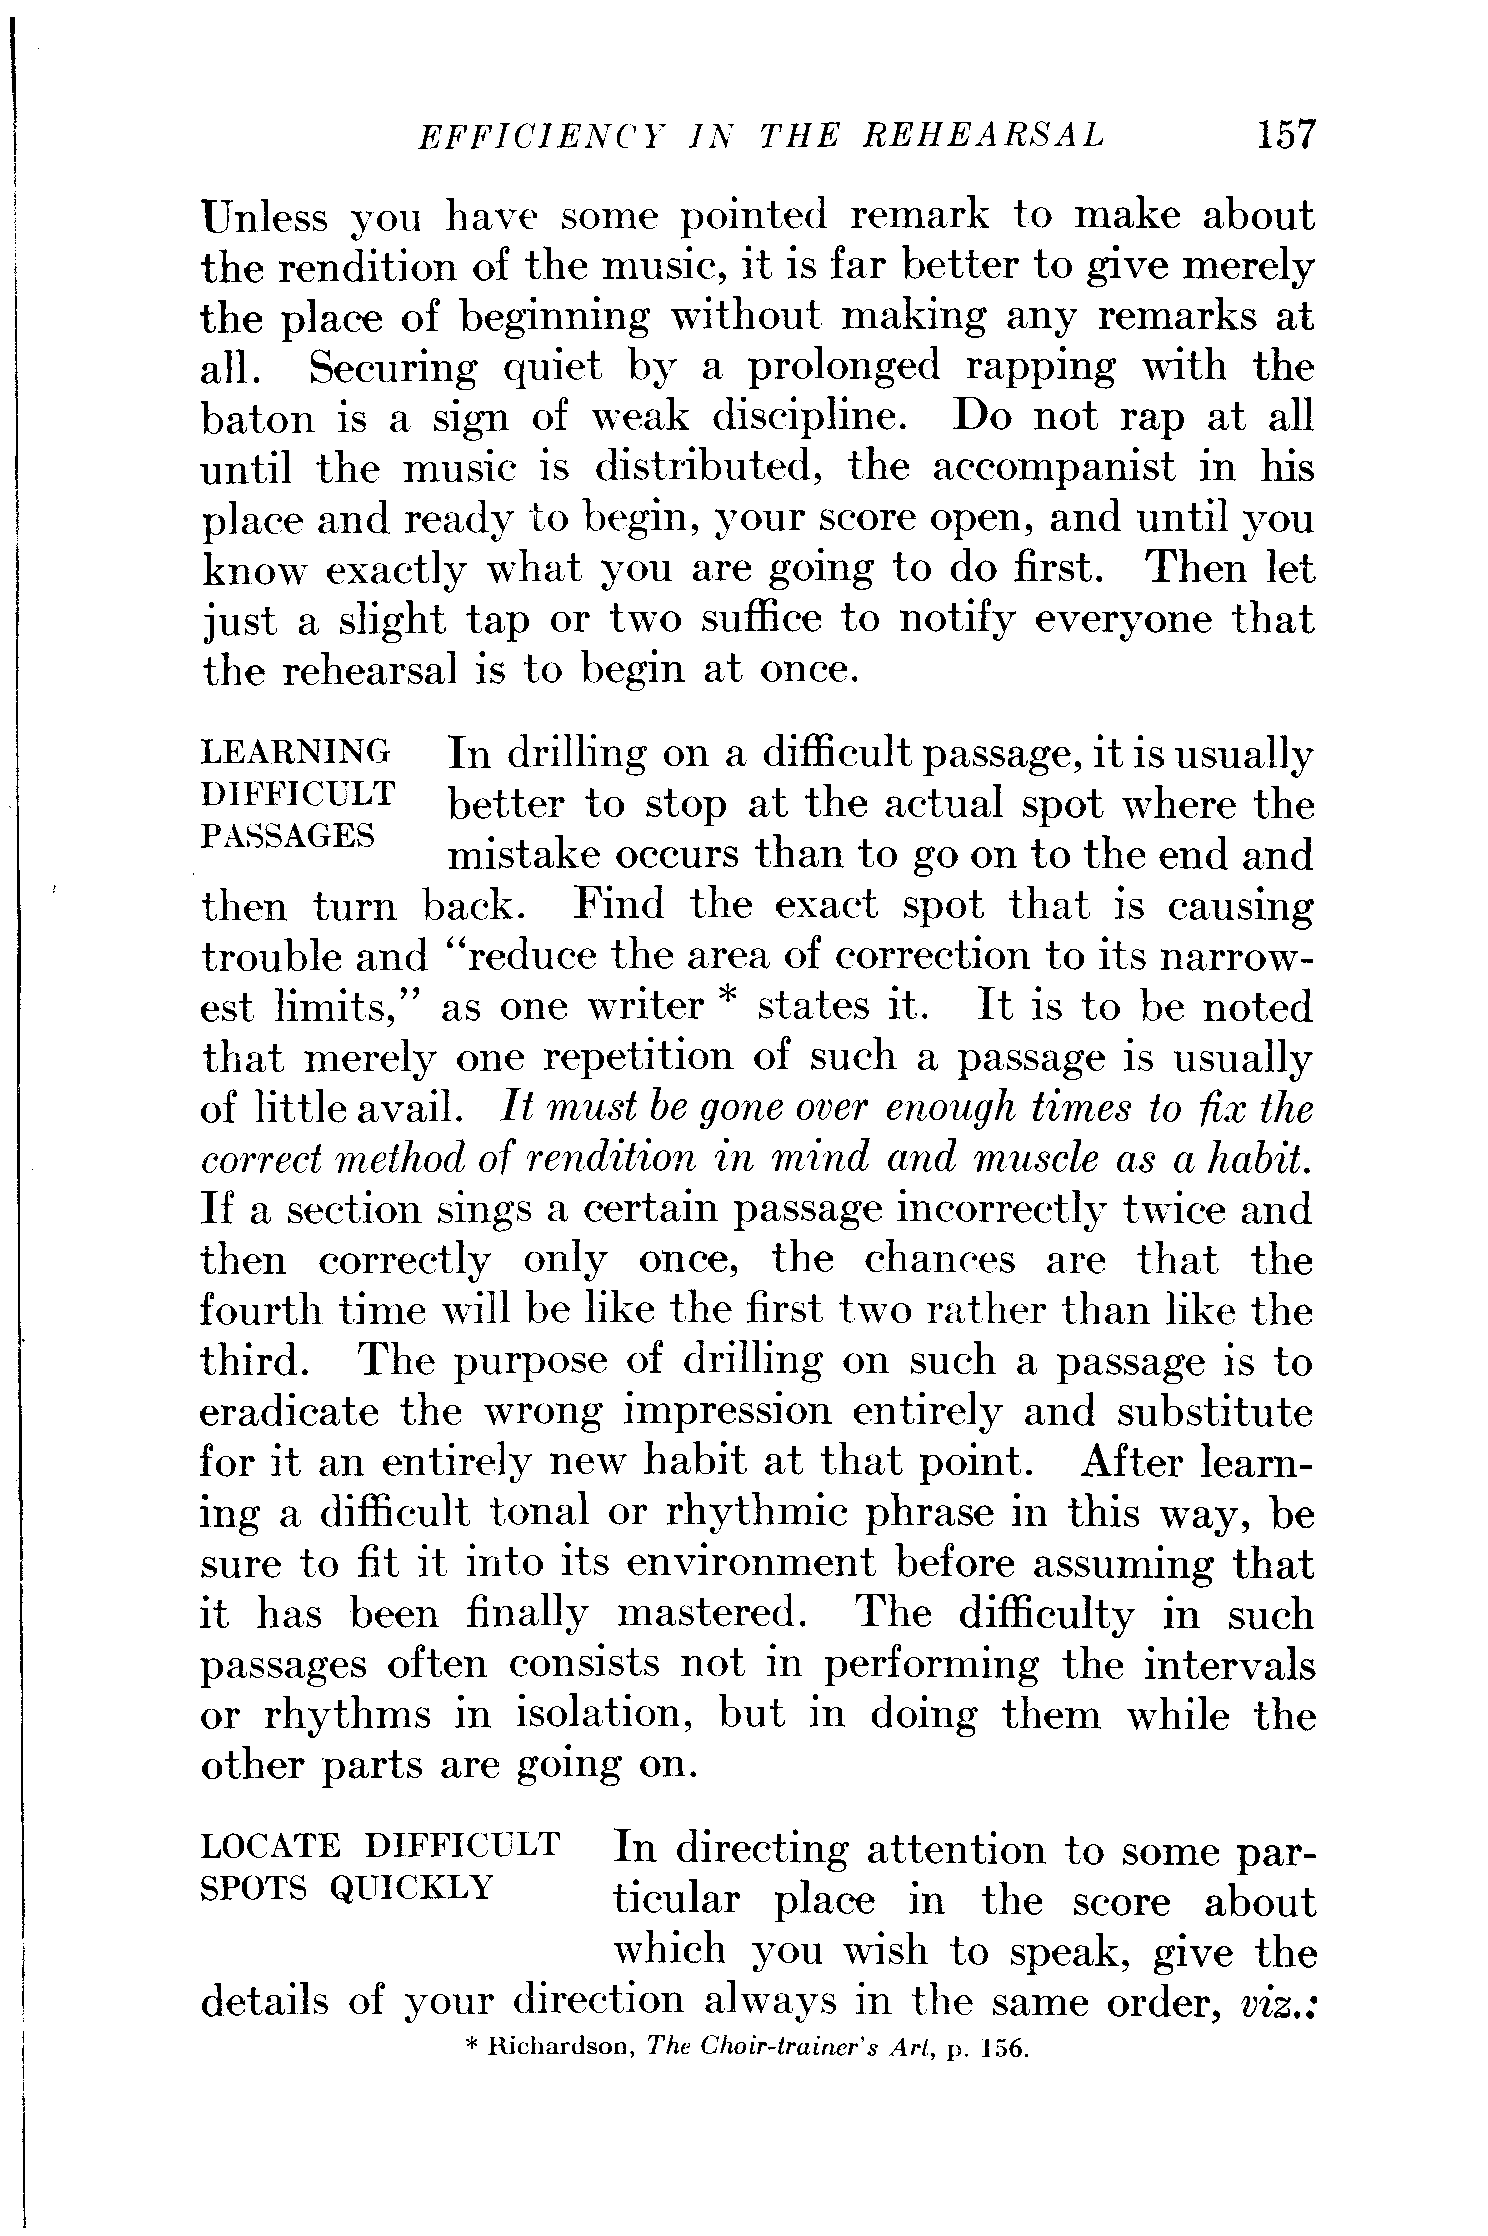 EFFICIENCY IN THE REHEARSAL 157
Unless you have some pointed remark to make about
the rendition of the music, it is far better to give merely
the place of beginning without making any remarks at
all. Securing quiet by a prolonged rapping with the
baton is a sign of weak discipline. Do not rap at all
until the music is distributed, the accompanist in his
place and ready to begin, your score open, and until you
know exactly what you are going to do first. Then let
just a slight tap or two suffice to notify everyone that
the rehearsal is to begin at once.
LEARNING
DIFFICULT
PASSAGES
In drilling on a difficult passage, it is usually
better to stop at the actual spot where the
mistake occurs than to go on to the end and
then turn back. Find the exact spot that is causing
trouble and “reduce the area of correction to its narrow-
est limits,” as one writer * states it. It is to be noted
that merely one repetition of such a passage is usually
of little avail. It must be gone over enough times to fix the
correct method of rendition in mind and muscle as a habit.
If a section sings a certain passage incorrectly twice and
then correctly only once, the chances are that the
fourth time will be like the first two rather than like the
third. The purpose of drilling on such a passage is to
eradicate the wrong impression entirely and substitute
for it an entirely new habit at that point. After learn-
ing a difficult tonal or rhythmic phrase in this way, be
sure to fit it into its environment before assuming that
it has been finally mastered. The difficulty in such
passages often consists not in performing the intervals
or rhythms in isolation, but in doing them while the
other parts are going on.
LOCATE DIFFICULT
SPOTS QUICKLY
In directing attention to some par-
ticular place in the score about
which you wish to speak, give the
details of your direction always in the same order, viz.:
* Richardson, The Choir-trainer's Art, p. 156.